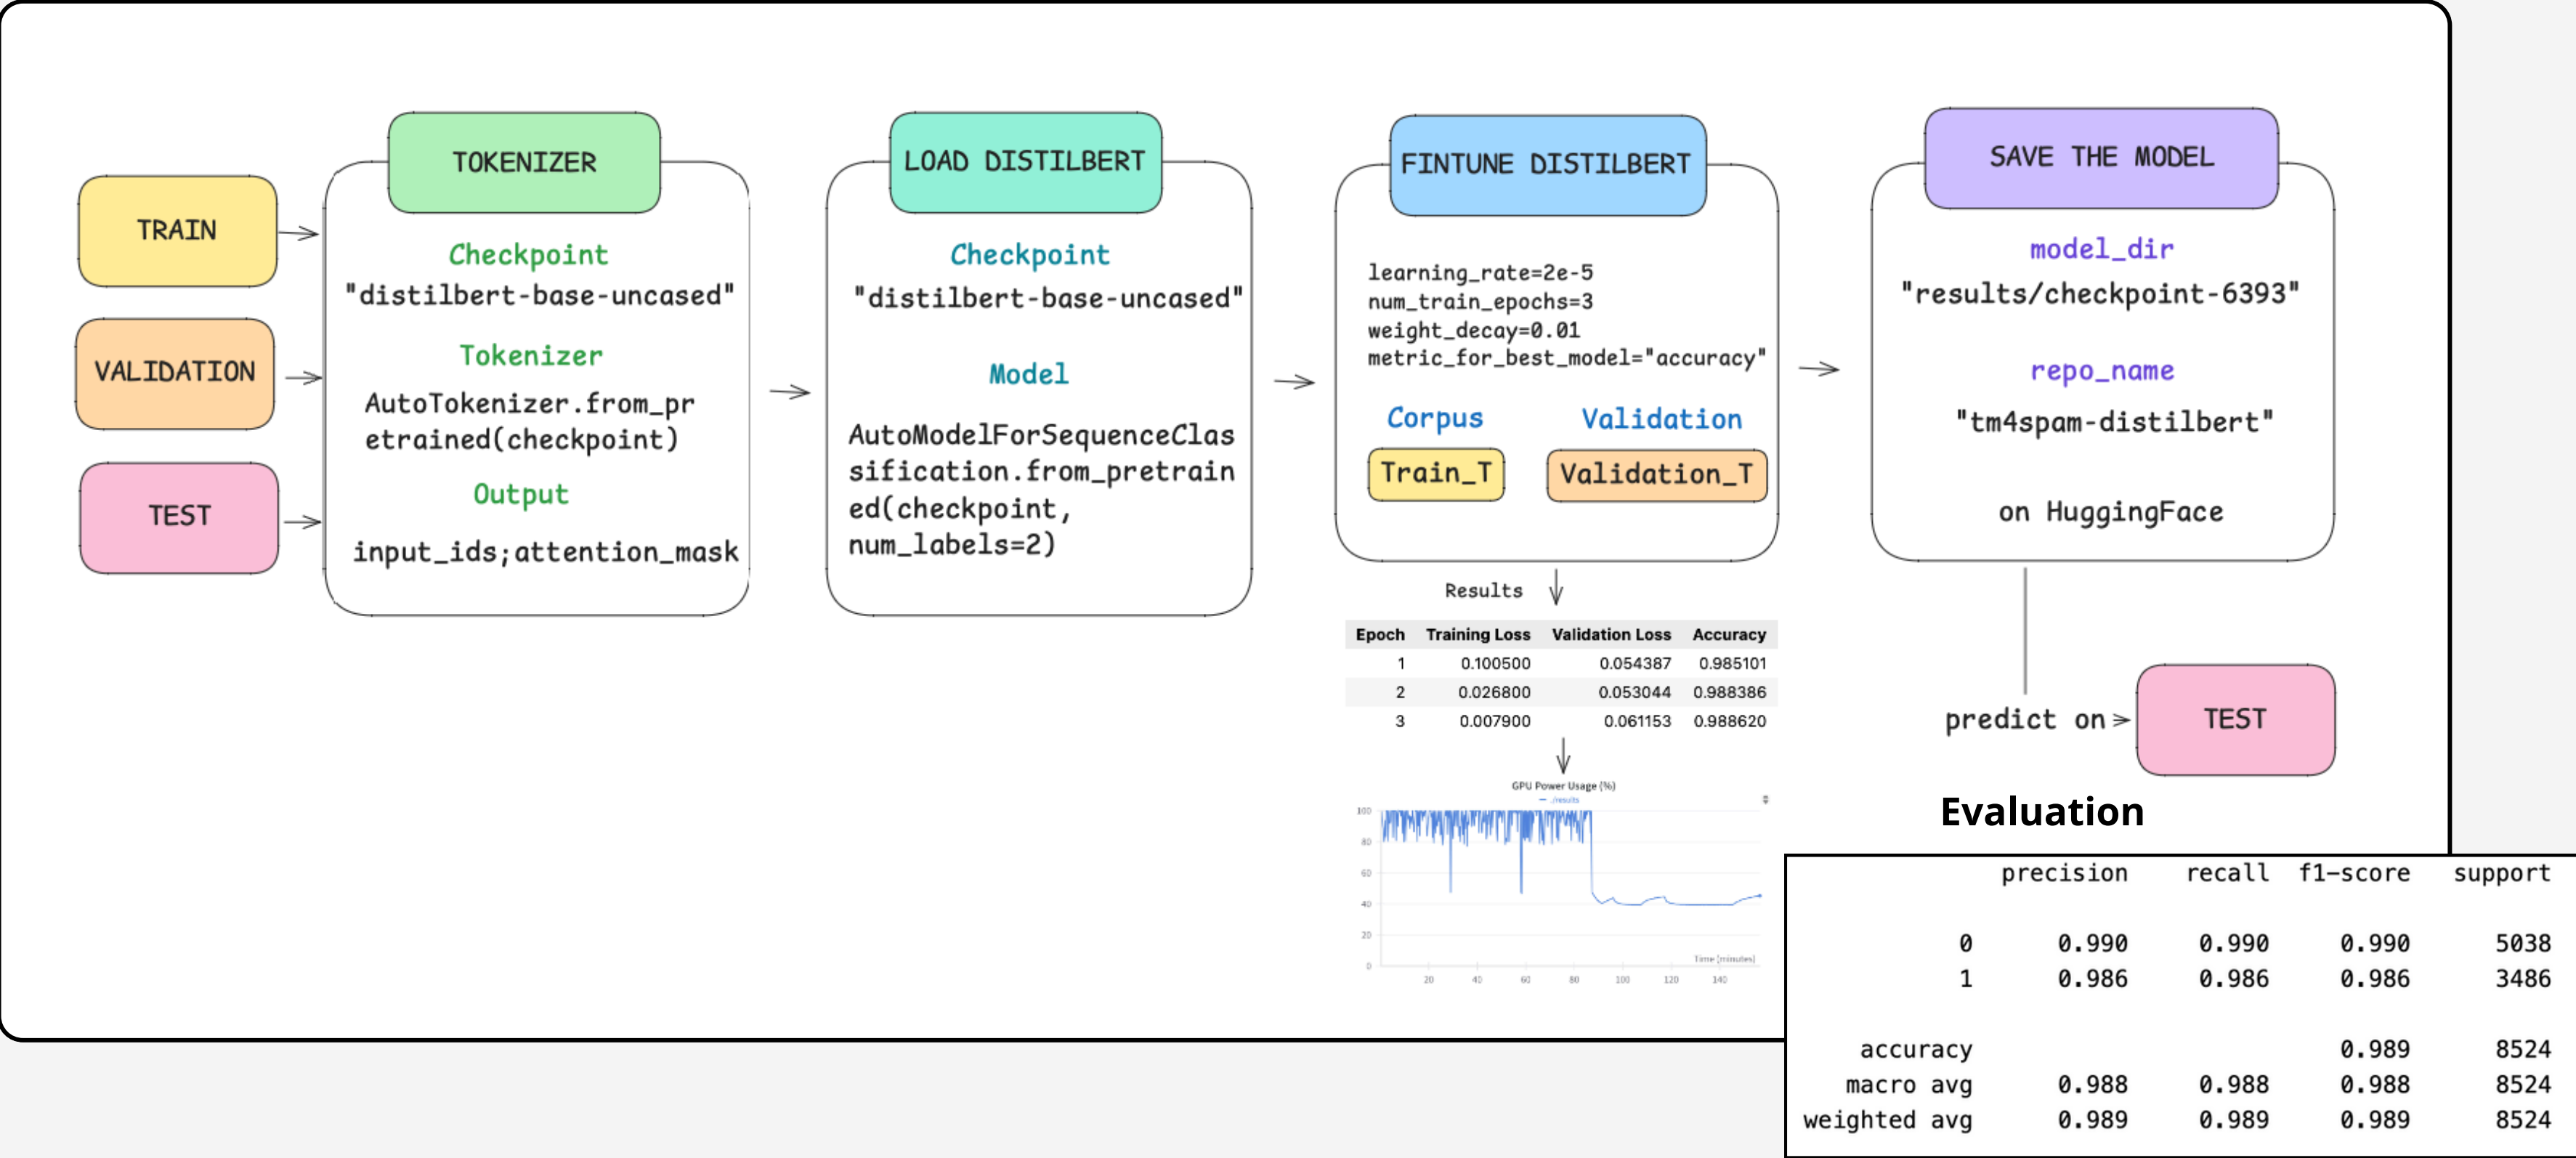 TRAIN
VALIDATION
TEST
TOKENIZER
Checkpoint
"distilbert-base-uncased"
Tokenizer
AutoTokenizer.from_pr
etrained(checkpoint)
Output
input_ids;attention_mask
LOAD DISTILBERT
Checkpoint
"distilbert-base-uncased"
Model
AutoModelForSequenceClas
sification.from_pretrain
ed(checkpoint,
num_labels=2)
FINTUNE DISTILBERT
learning_rate=2e-5
num_train_epochs=3
weight_decay=0.01
metric_for_best_model="accuracy"
Corpus Validation
Train_T Validation_T
Results
Epoch Training Loss Validation Loss Accuracy
1 0.100500 0.054387 0.985101
2 0.026800 0.053044 0.988386
3 0.007900 0.061153 0.988620
GPU Power Usage (%)
./results
100
80
60
40
20
0
Time (minutes)
20 40 60 80 100 120 140
SAVE THE MODEL
model_dir
"results/checkpoint-6393"
repo_name
"tm4spam-distilbert"
on HuggingFace
predict on TEST
Evaluation
precision recall f1-score support
0 0.990 0.990 0.990 5038
1 0.986 0.986 0.986 3486
accuracy 0.989 8524
macro avg 0.988 0.988 0.988 8524
weighted avg 0.989 0.989 0.989 8524